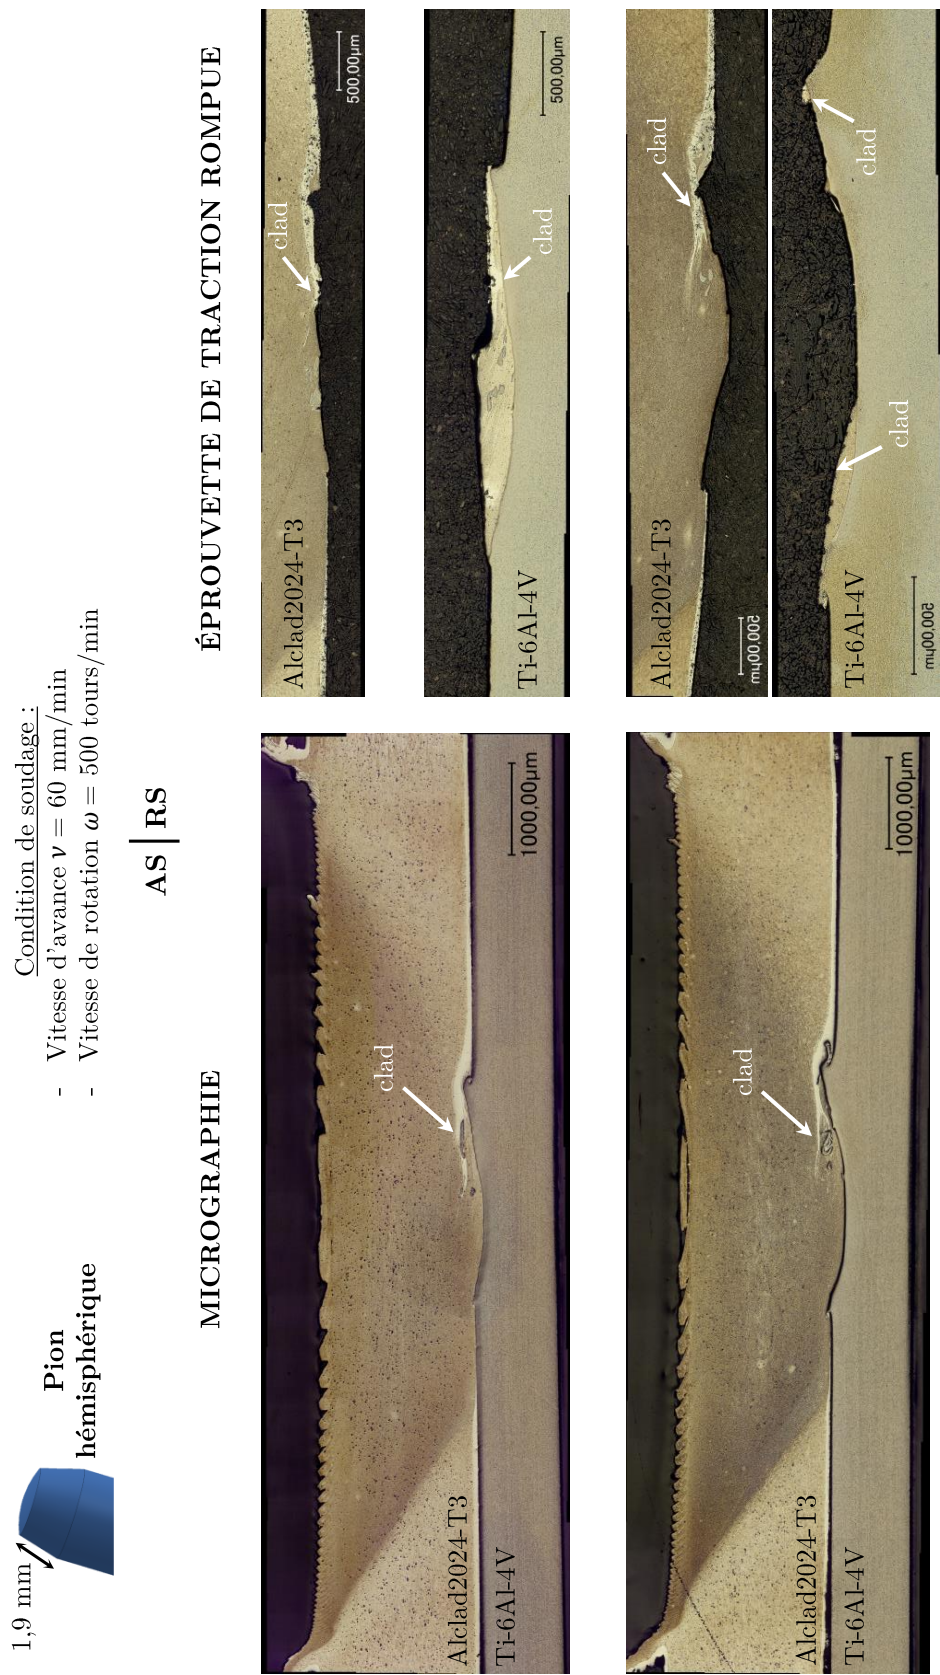 1,9 mm
Pion
hémisphérique
Condition de soudage :
- Vitesse d'avance ν = 60 mm/min
- Vitesse de rotation ω = 500 tours/min
AS | RS
MICROGRAPHIE
ÉPROUVETTE DE TRACTION ROMPUE
clad
Alclad2024-T3
Ti-6Al-4V
1000,00µm
Alclad2024-T3
clad
500,00µm
Ti-6Al-4V
clad
500,00µm
clad
Alclad2024-T3
Ti-6Al-4V
1000,00µm
Alclad2024-T3
clad
500,00µm
Ti-6Al-4V
clad
clad
500,00µm